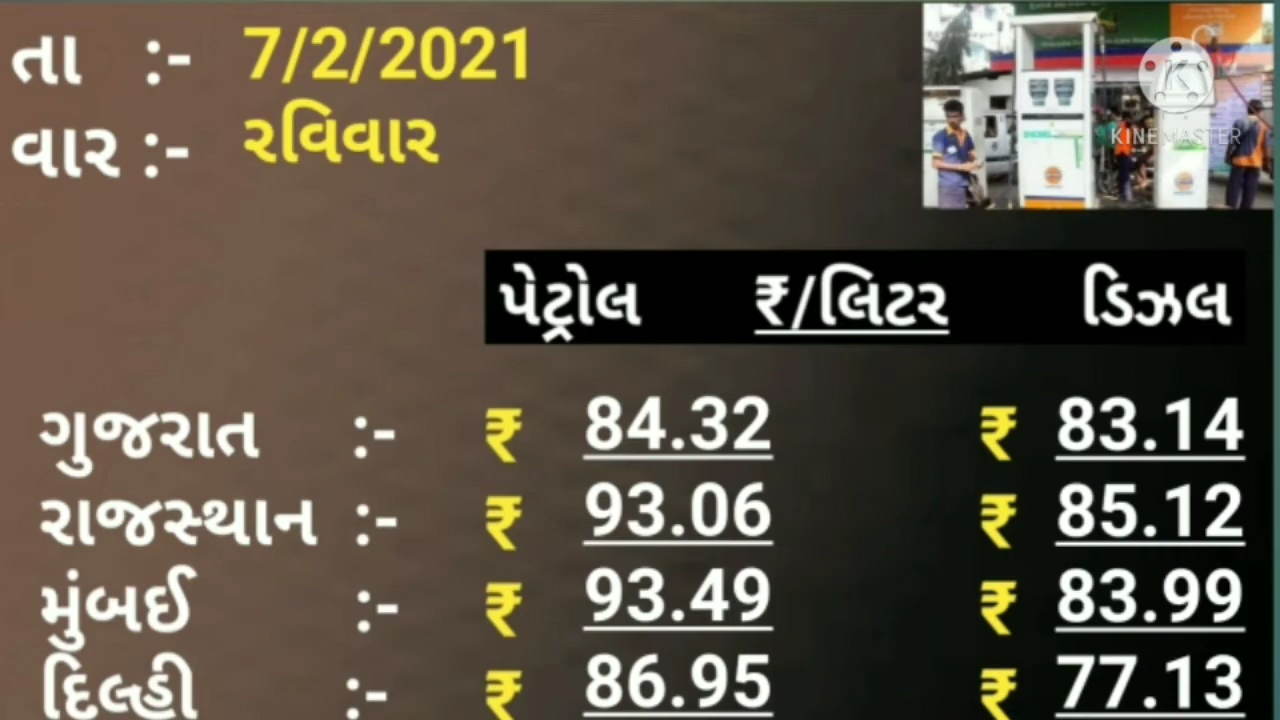 તા :- 7/2/2021
વાર :- રવિવાર
KINEMASTER
પેટ્રોલ ₹/લિટર ડિઝલ
ગુજરાત :- ₹ 84.32 ₹ 83.14
રાજસ્થાન :- ₹ 93.06 ₹ 85.12
મુંબઈ :- ₹ 93.49 ₹ 83.99
દિલ્હી :- ₹ 86.95 ₹ 77.13